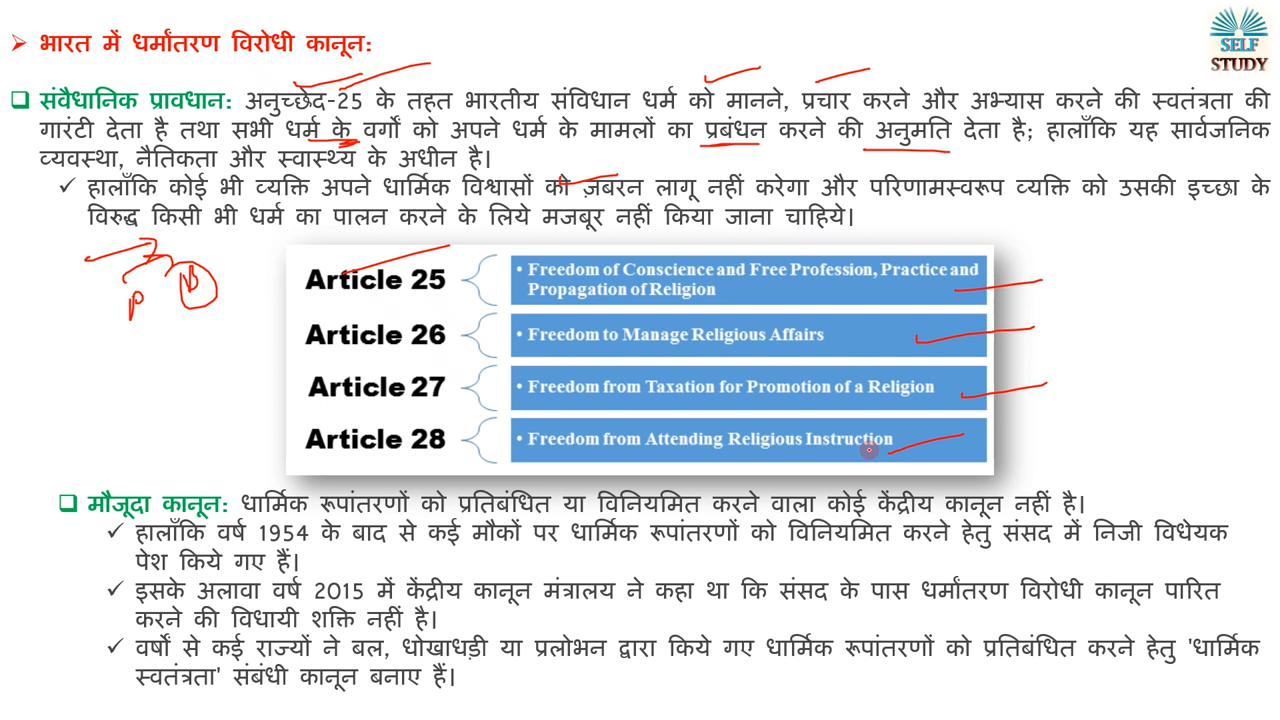 भारत में धर्मांतरण विरोधी कानून:
SELF
STUDY
संवैधानिक प्रावधान: अनुच्छेद-25 के तहत भारतीय संविधान धर्म को मानने, प्रचार करने और अभ्यास करने की स्वतंत्रता की
गारंटी देता है तथा सभी धर्म के वर्गों को अपने धर्म के मामलों का प्रबंधन करने की अनुमति देता है; हालाँकि यह सार्वजनिक
व्यवस्था, नैतिकता और स्वास्थ्य के अधीन है।
हालाँकि कोई भी व्यक्ति अपने धार्मिक विश्वासों को ज़बरन लागू नहीं करेगा और परिणामस्वरूप व्यक्ति को उसकी इच्छा के
विरुद्ध किसी भी धर्म का पालन करने के लिये मजबूर नहीं किया जाना चाहिये।
Article 25
• Freedom of Conscience and Free Profession, Practice and
Propagation of Religion
Article 26
• Freedom to Manage Religious Affairs
Article 27
• Freedom from Taxation for Promotion of a Religion
Article 28
• Freedom from Attending Religious Instruction
मौजूदा कानून: धार्मिक रूपांतरणों को प्रतिबंधित या विनियमित करने वाला कोई केंद्रीय कानून नहीं है।
हालाँकि वर्ष 1954 के बाद से कई मौकों पर धार्मिक रूपांतरणों को विनियमित करने हेतु संसद में निजी विधेयक
पेश किये गए हैं।
इसके अलावा वर्ष 2015 में केंद्रीय कानून मंत्रालय ने कहा था कि संसद के पास धर्मांतरण विरोधी कानून पारित
करने की विधायी शक्ति नहीं है।
वर्षों से कई राज्यों ने बल, धोखाधड़ी या प्रलोभन द्वारा किये गए धार्मिक रूपांतरणों को प्रतिबंधित करने हेतु 'धार्मिक
स्वतंत्रता' संबंधी कानून बनाए हैं।